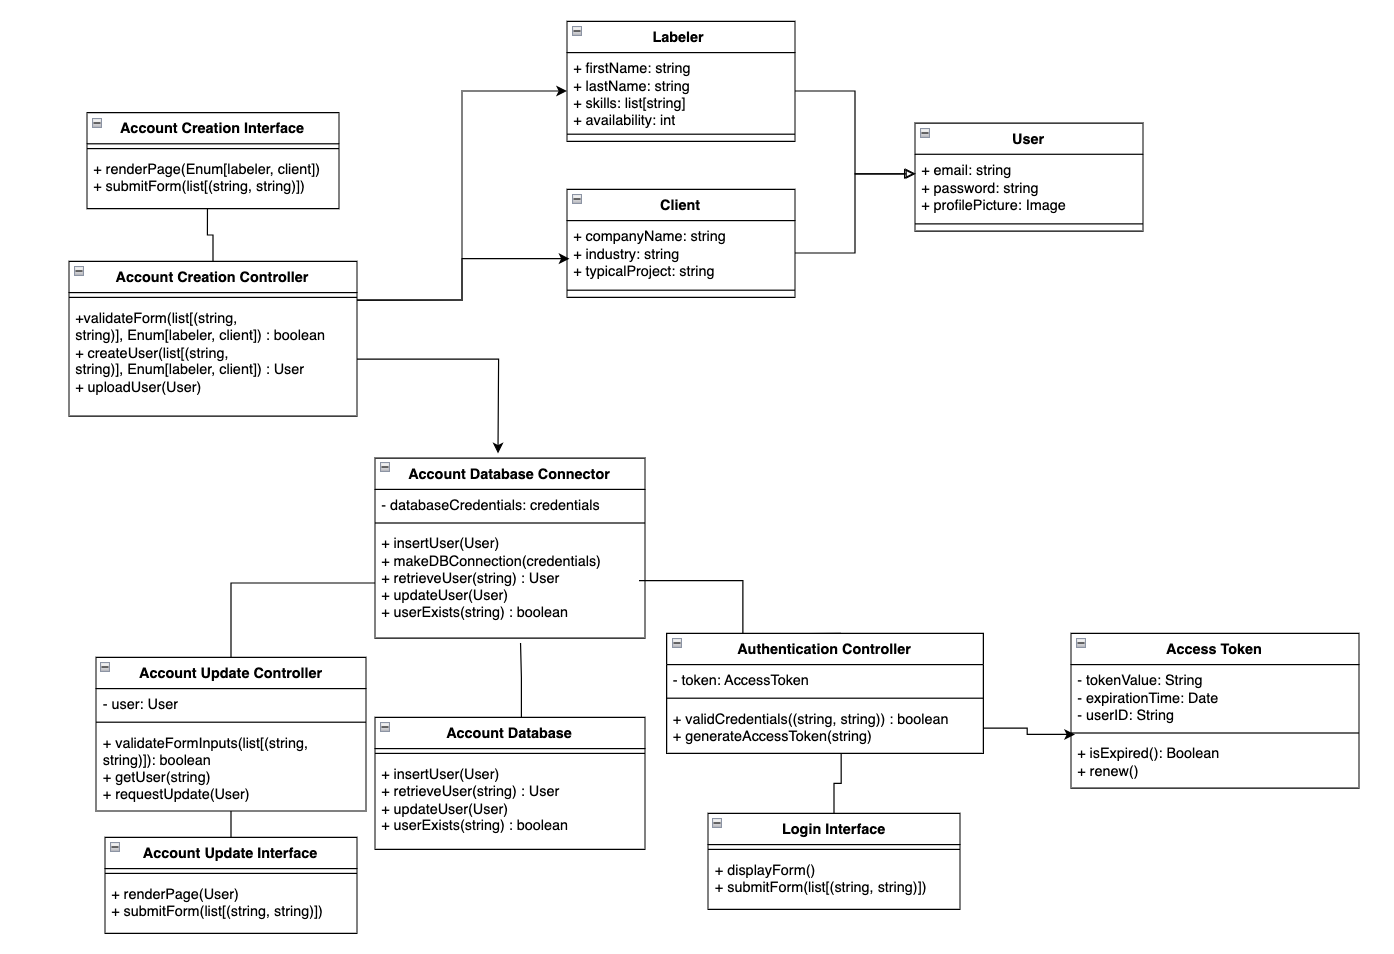 Labeler
+ firstName: string
+ lastName: string
+ skills: list[string]
+ availability: int
Account Creation Interface
+ renderPage(Enum[labeler, client])
+ submitForm(list[(string, string)])
User
+ email: string
+ password: string
+ profilePicture: Image
Client
+ companyName: string
+ industry: string
+ typicalProject: string
Account Creation Controller
+validateForm(list[(string,
string)], Enum[labeler, client]) : boolean
+ createUser(list[(string,
string)], Enum[labeler, client]) : User
+ uploadUser(User)
Account Database Connector
- databaseCredentials: credentials
+ insertUser(User)
+ makeDBConnection(credentials)
+ retrieveUser(string) : User
+ updateUser(User)
+ userExists(string) : boolean
Account Update Controller
- user: User
+ validateFormInputs(list[(string,
string)]): boolean
+ getUser(string)
+ requestUpdate(User)
Account Database
+ insertUser(User)
+ retrieveUser(string) : User
+ updateUser(User)
+ userExists(string) : boolean
Authentication Controller
- token: AccessToken
+ validCredentials((string, string)) : boolean
+ generateAccessToken(string)
Access Token
- tokenValue: String
- expirationTime: Date
- userID: String
+ isExpired(): Boolean
+ renew()
Account Update Interface
+ renderPage(User)
+ submitForm(list[(string, string)])
Login Interface
+ displayForm()
+ submitForm(list[(string, string)])